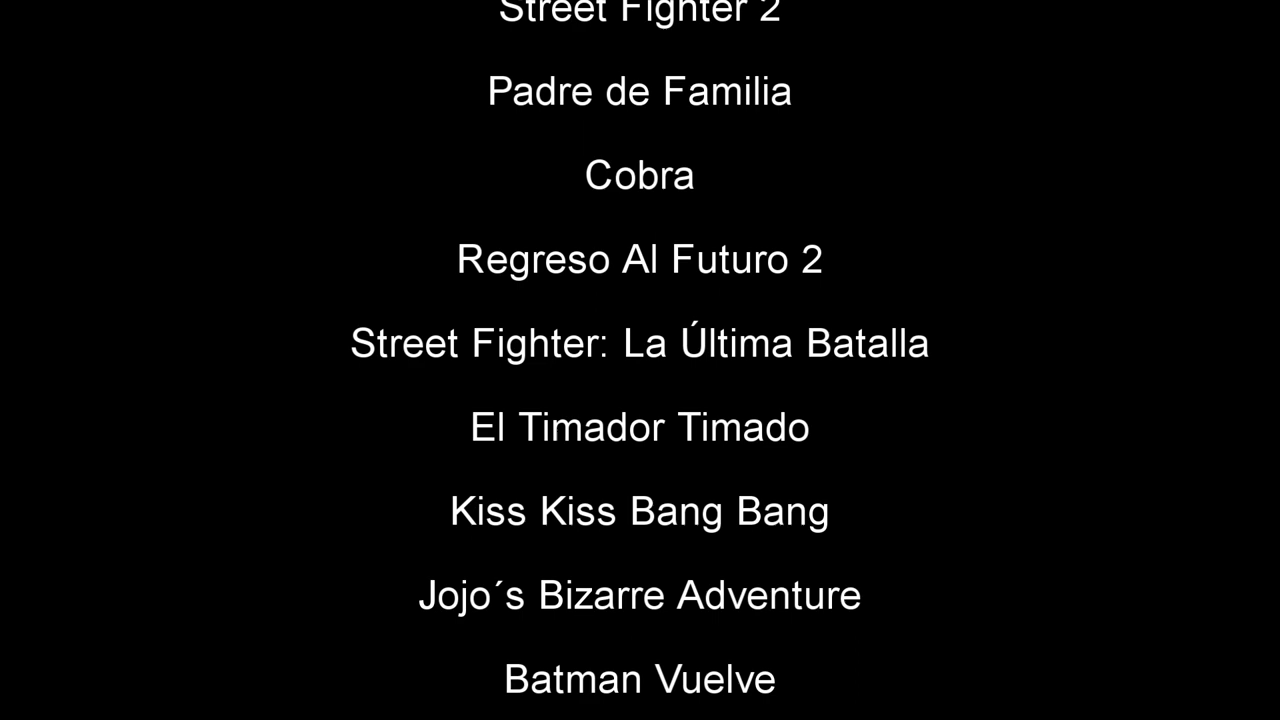 Street Fighter 2
Padre de Familia
Cobra
Regreso Al Futuro 2
Street Fighter: La Última Batalla
El Timador Timado
Kiss Kiss Bang Bang
Jojo´s Bizarre Adventure
Batman Vuelve